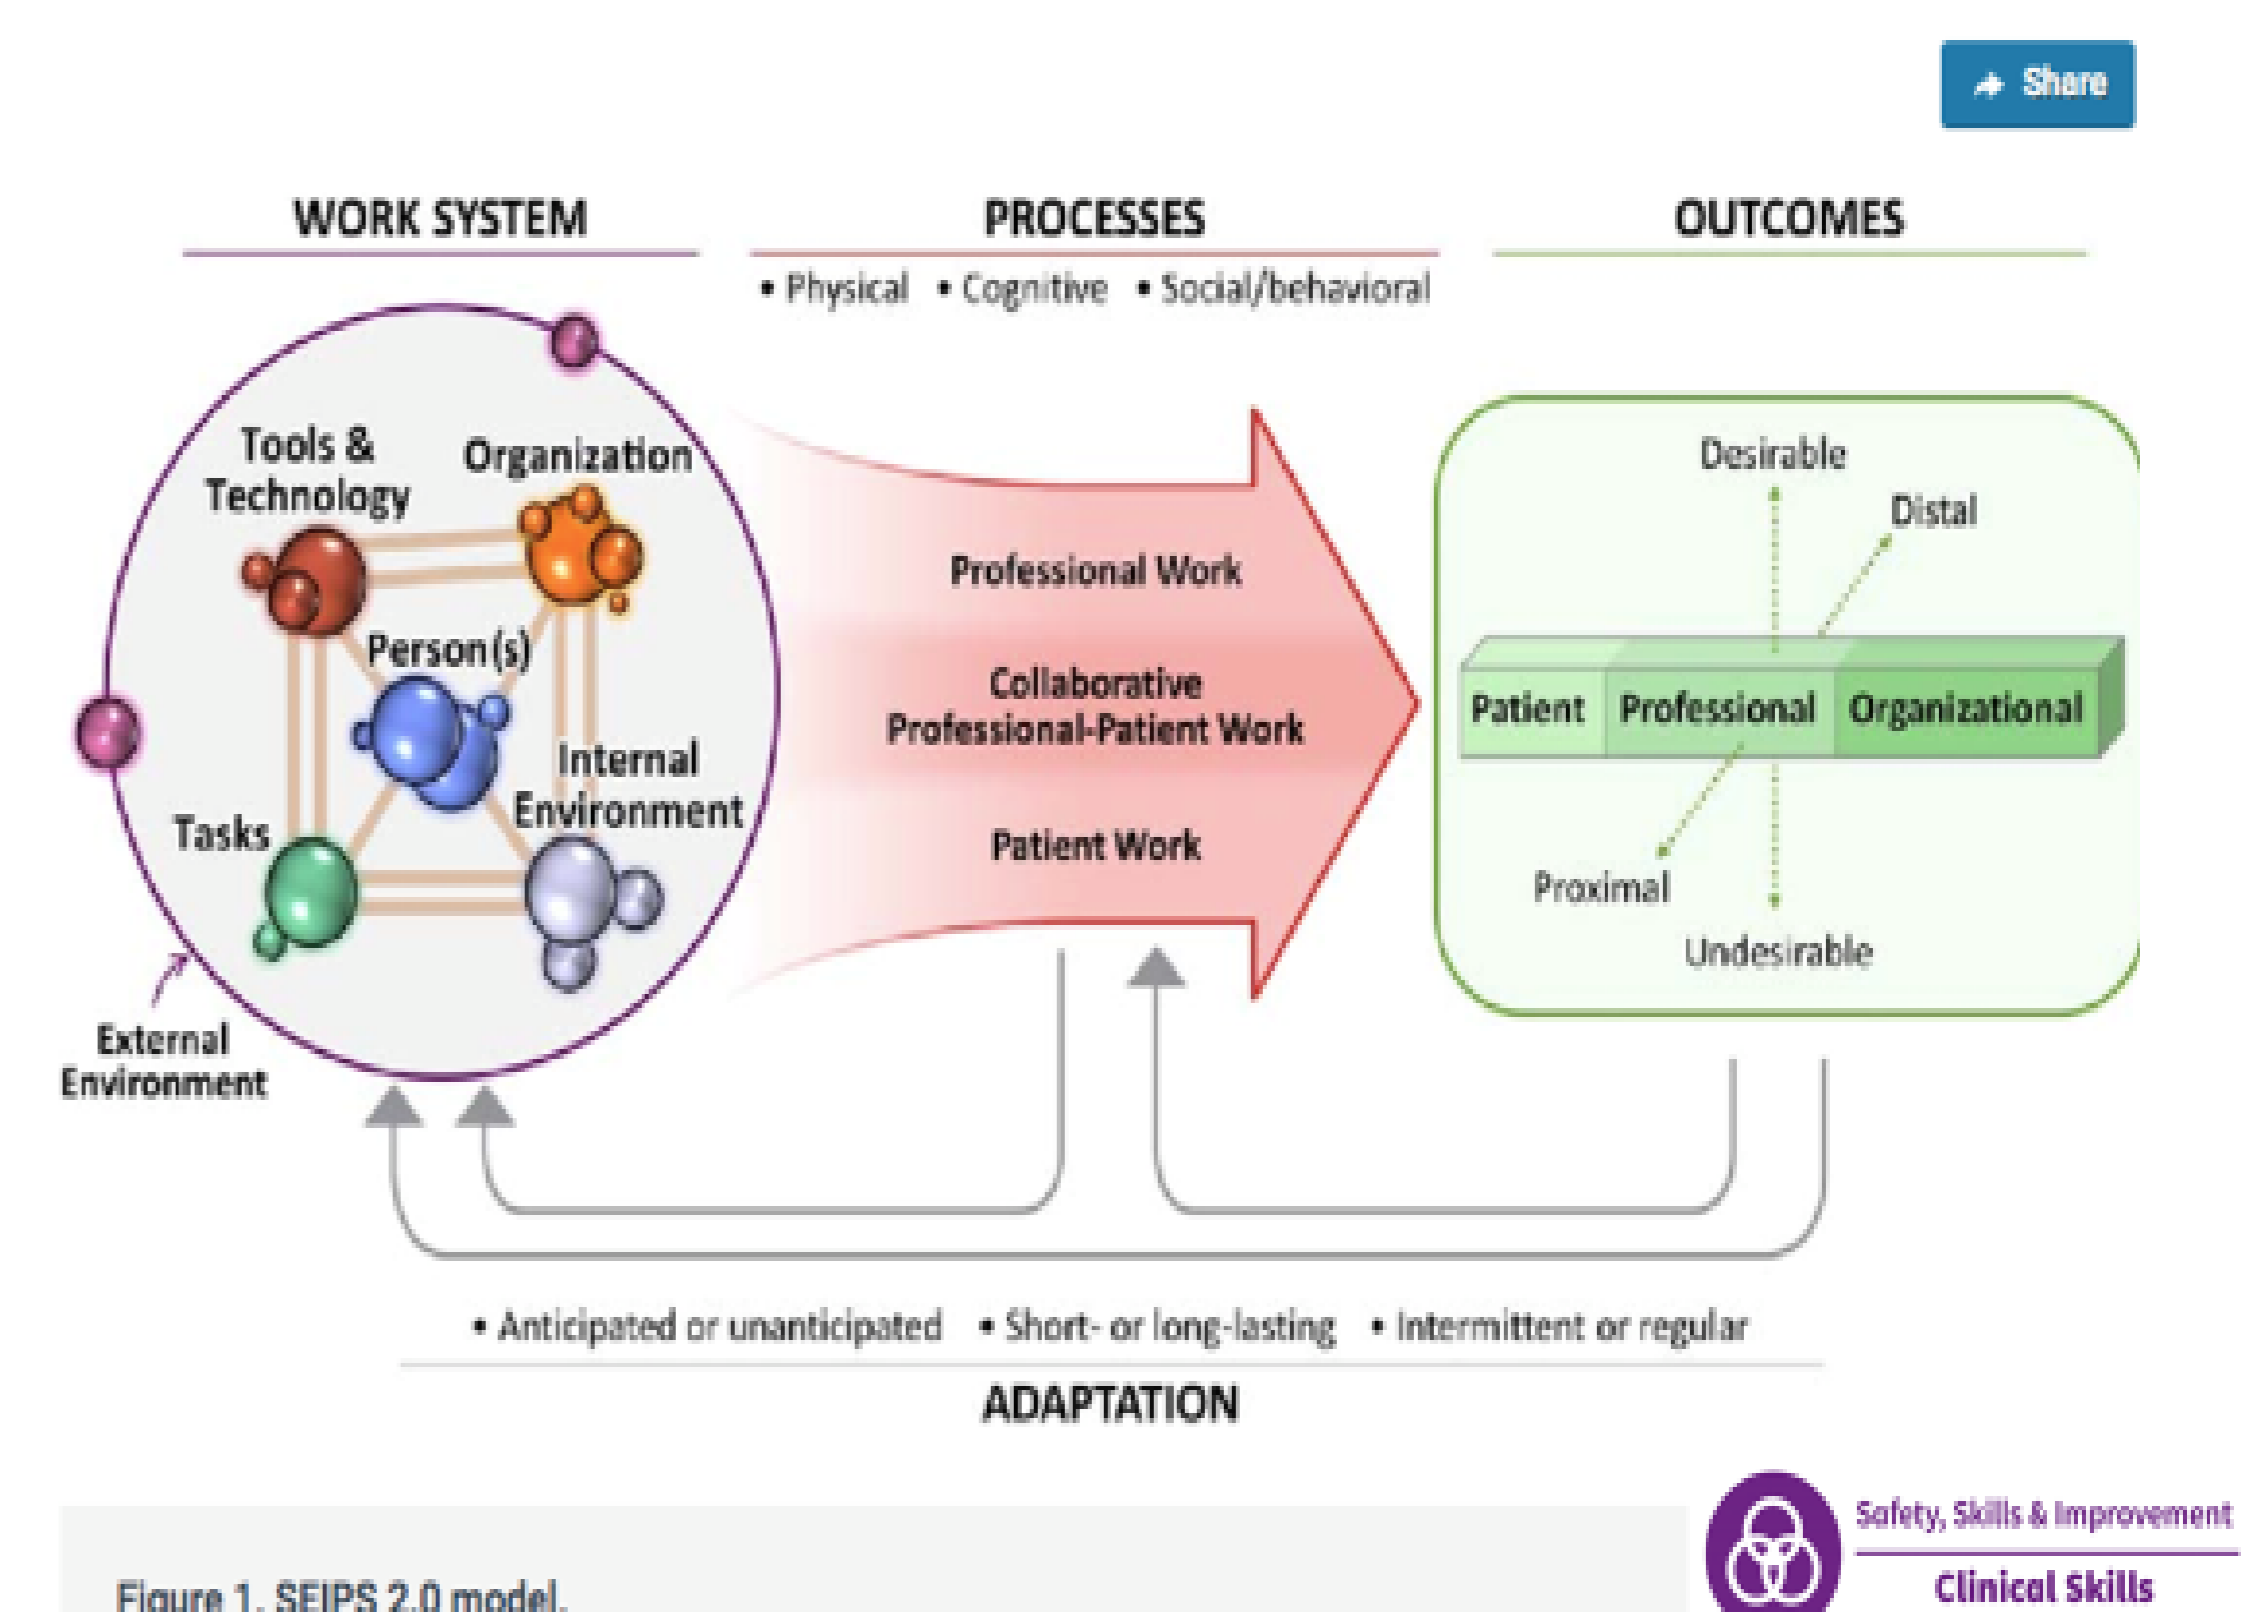 Share
WORK SYSTEM
PROCESSES
OUTCOMES
• Physical • Cognitive • Social/behavioral
Tools &
Technology
Organization
Person(s)
Internal
Environment
Tasks
External
Environment
Professional Work
Collaborative
Professional-Patient Work
Patient Work
Desirable
Distal
Patient
Professional
Organizational
Proximal
Undesirable
• Anticipated or unanticipated • Short- or long-lasting • Intermittent or regular
ADAPTATION
Figure 1. SEIPS 2.0 model.
Safety, Skills & Improvement
Clinical Skills